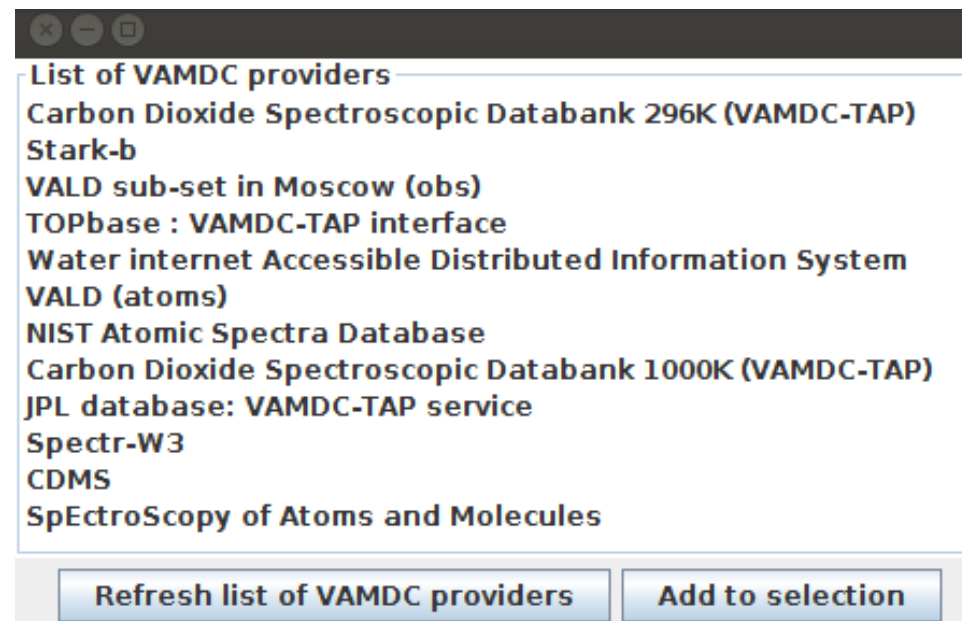 List of VAMDC providers
Carbon Dioxide Spectroscopic Databank 296K (VAMDC-TAP)
Stark-b
VALD sub-set in Moscow (obs)
TOPbase : VAMDC-TAP interface
Water internet Accessible Distributed Information System
VALD (atoms)
NIST Atomic Spectra Database
Carbon Dioxide Spectroscopic Databank 1000K (VAMDC-TAP)
JPL database: VAMDC-TAP service
Spectr-W3
CDMS
SpEctroScopy of Atoms and Molecules
Refresh list of VAMDC providers Add to selection